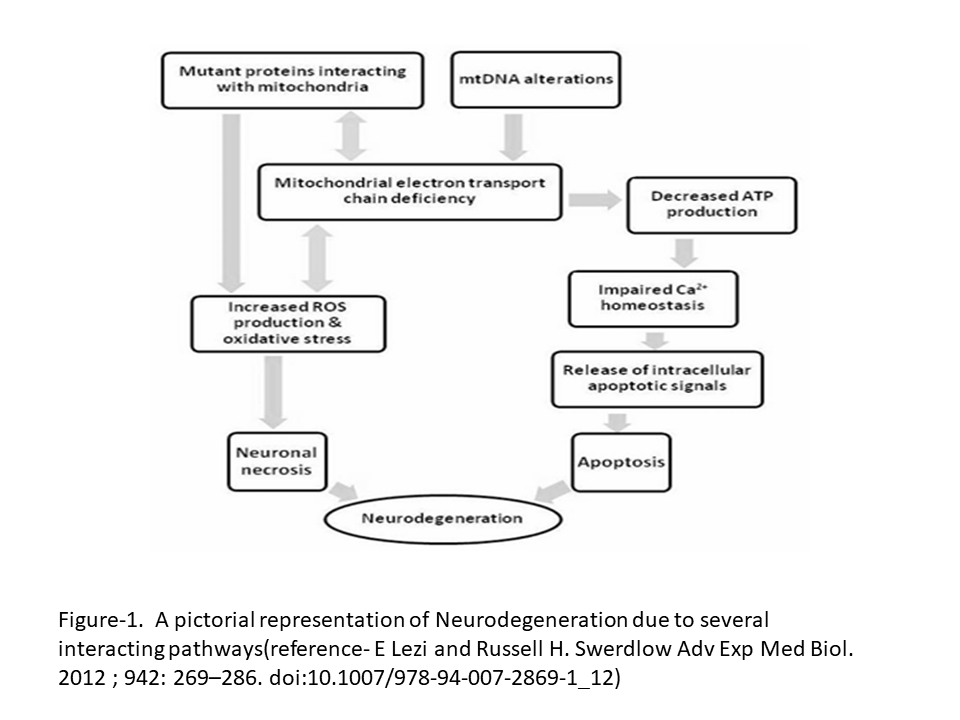 Mutant proteins interacting
with mitochondria
mtDNA alterations
Mitochondrial electron transport
chain deficiency
Decreased ATP
production
Impaired Ca²⁺
homeostasis
Increased ROS
production &
oxidative stress
Release of intracellular
apoptotic signals
Neuronal
necrosis
Apoptosis
Neurodegeneration
Figure-1.  A pictorial representation of Neurodegeneration due to several
interacting pathways(reference- E Lezi and Russell H. Swerdlow Adv Exp Med Biol.
2012 ; 942: 269–286. doi:10.1007/978-94-007-2869-1_12)